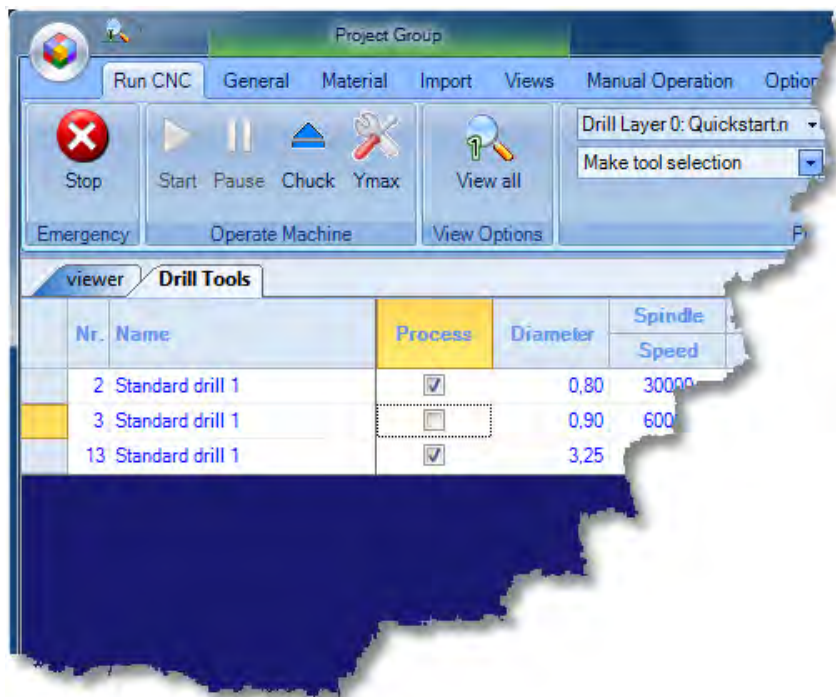 Project Group
Run CNC General Material Import Views Manual Operation
Stop Start Pause Chuck Ymax View all
Drill Layer 0: Quickstart.n
Make tool selection
Emergency Operate Machine View Options
viewer Drill Tools
Nr. Name Process Diameter Spindle
Speed
2 Standard drill 1 0,80
3 Standard drill 1 0,90
13 Standard drill 1 3,25